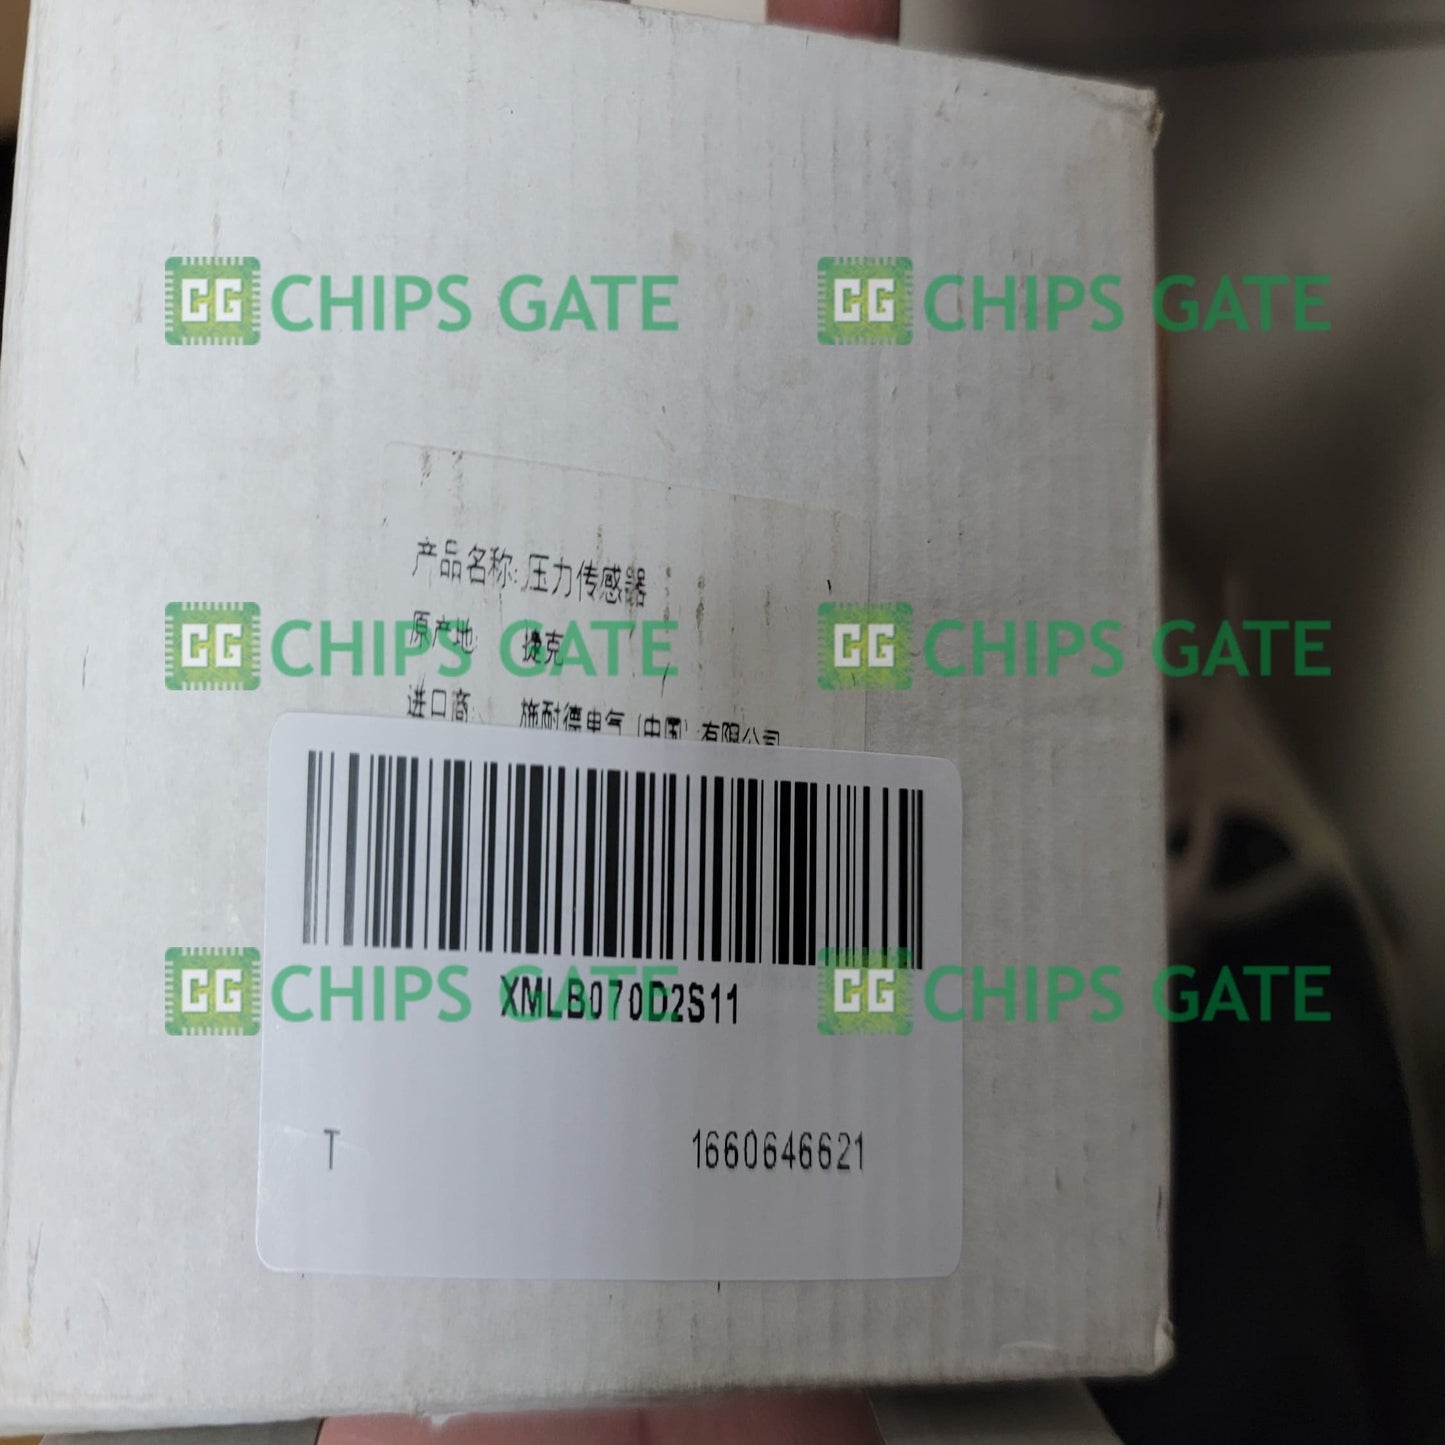 CG CHIPS GATE CG CHIPS GATE
产品名称: 压力传感器
原产地: 捷克
CG CHIPS GATE CG CHIPS GATE
进口商: 施耐德电气(中国)有限公司
CG CHIPS GATE CG CHIPS GATE
XMLB070D2S11
T 1660646621